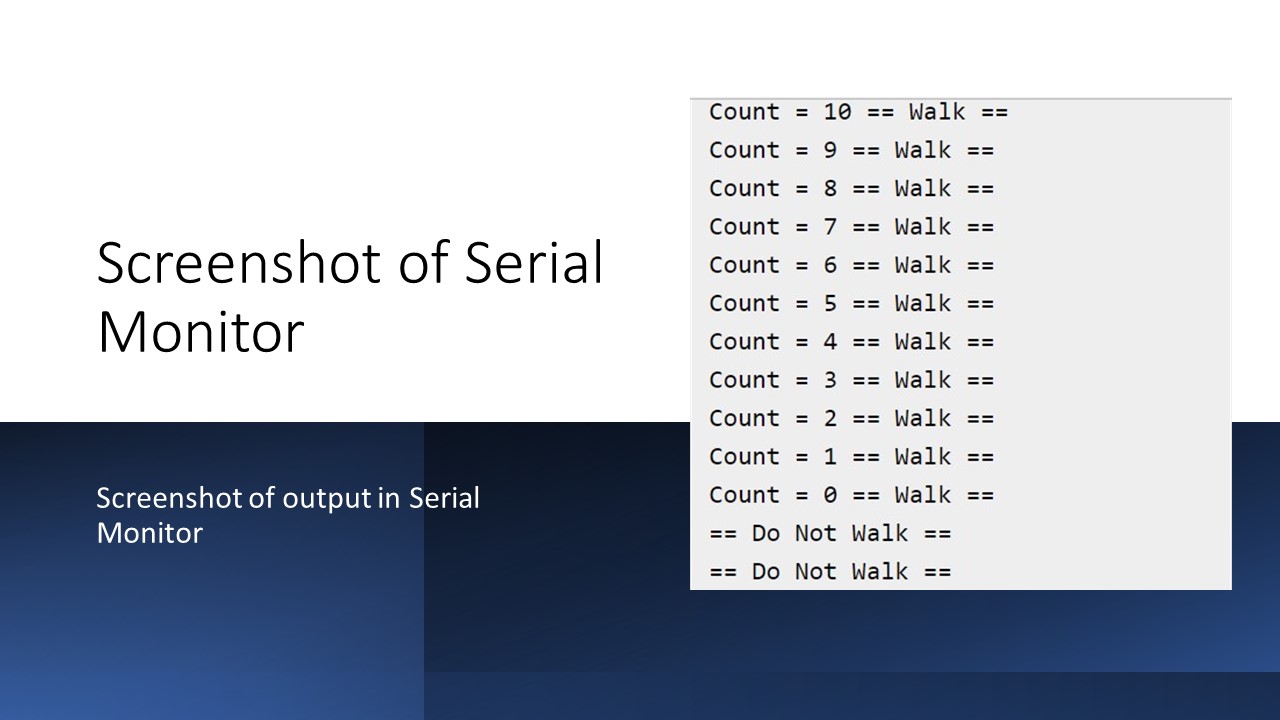 Screenshot of Serial
Monitor
Screenshot of output in Serial
Monitor
Count = 10 == Walk ==
Count = 9 == Walk ==
Count = 8 == Walk ==
Count = 7 == Walk ==
Count = 6 == Walk ==
Count = 5 == Walk ==
Count = 4 == Walk ==
Count = 3 == Walk ==
Count = 2 == Walk ==
Count = 1 == Walk ==
Count = 0 == Walk ==
== Do Not Walk ==
== Do Not Walk ==